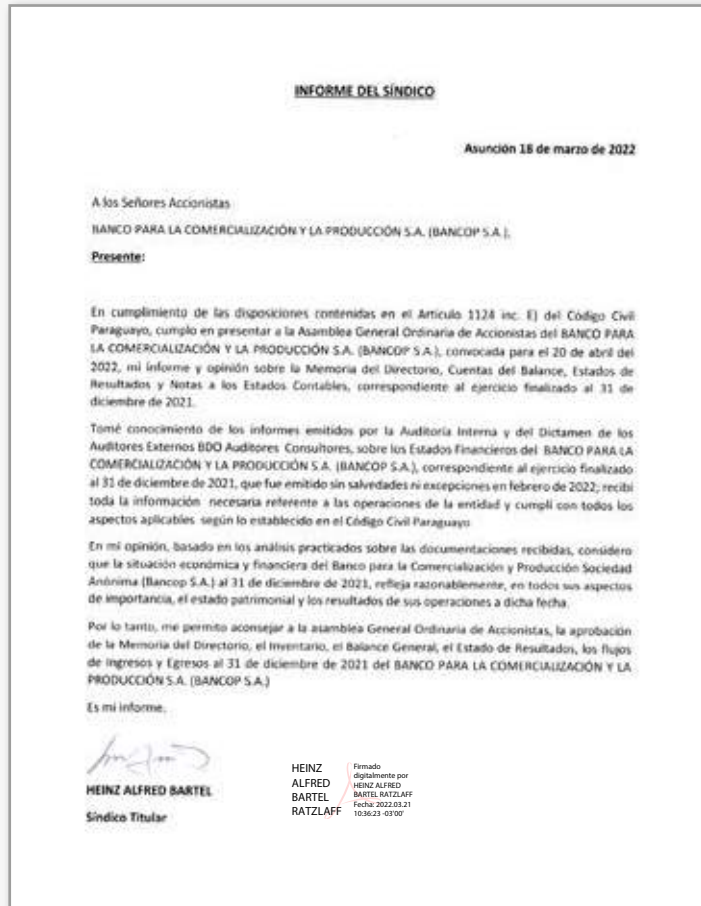 INFORME DEL SÍNDICO
Asunción 18 de marzo de 2022
A los Señores Accionistas
BANCO PARA LA COMERCIALIZACIÓN Y LA PRODUCCIÓN S.A. (BANCOP S.A.).
Presente:
En cumplimiento de las disposiciones contenidas en el Artículo 1124 inc. E) del Código Civil
Paraguayo, cumplo en presentar a la Asamblea General Ordinaria de Accionistas del BANCO PARA
LA COMERCIALIZACIÓN Y LA PRODUCCIÓN S.A. (BANCOP S.A.), convocada para el 20 de abril del
2022, mi informe y opinión sobre la Memoria del Directorio, Cuentas del Balance, Estados de
Resultados y Notas a los Estados Contables, correspondiente al ejercicio finalizado al 31 de
diciembre de 2021.
Tomé conocimiento de los informes emitidos por la Auditoría Interna y del Dictamen de los
Auditores Externos BDO Auditores Consultores, sobre los Estados Financieros del BANCO PARA LA
COMERCIALIZACIÓN Y LA PRODUCCIÓN S.A. (BANCOP S.A.), correspondiente al ejercicio finalizado
al 31 de diciembre de 2021, que fue emitido sin salvedades ni excepciones en febrero de 2022; recibí
toda la información necesaria referente a las operaciones de la entidad y cumplí con todos los
aspectos aplicables según lo establecido en el Código Civil Paraguayo
En mi opinión, basado en los análisis practicados sobre las documentaciones recibidas, considero
que la situación económica y financiera del Banco para la Comercialización y Producción Sociedad
Anónima (Bancop S.A.) al 31 de diciembre de 2021, refleja razonablemente, en todos sus aspectos
de importancia, el estado patrimonial y los resultados de sus operaciones a dicha fecha.
Por lo tanto, me permito aconsejar a la asamblea General Ordinaria de Accionistas, la aprobación
de la Memoria del Directorio, el Inventario, el Balance General, el Estado de Resultados, los flujos
de Ingresos y Egresos al 31 de diciembre de 2021 del BANCO PARA LA COMERCIALIZACIÓN Y LA
PRODUCCIÓN S.A. (BANCOP S.A.)
Es mi informe.
HEINZ ALFRED BARTEL
Síndico Titular
HEINZ
ALFRED
BARTEL
RATZLAFF
Firmado
digitalmente por
HEINZ ALFRED
BARTEL RATZLAFF
Fecha: 2022.03.21
10:36:23 -03'00'